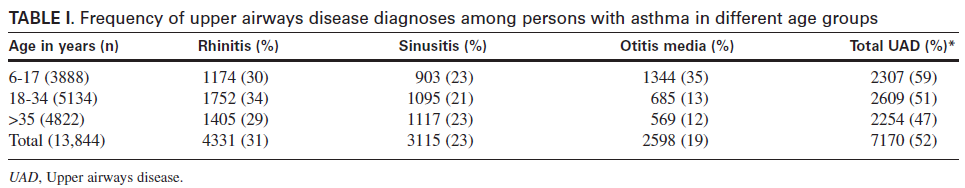 TABLE I. Frequency of upper airways disease diagnoses among persons with asthma in different age groups
Age in years (n) Rhinitis (%) Sinusitis (%) Otitis media (%) Total UAD (%)*
6-17 (3888) 1174 (30) 903 (23) 1344 (35) 2307 (59)
18-34 (5134) 1752 (34) 1095 (21) 685 (13) 2609 (51)
>35 (4822) 1405 (29) 1117 (23) 569 (12) 2254 (47)
Total (13,844) 4331 (31) 3115 (23) 2598 (19) 7170 (52)
UAD, Upper airways disease.